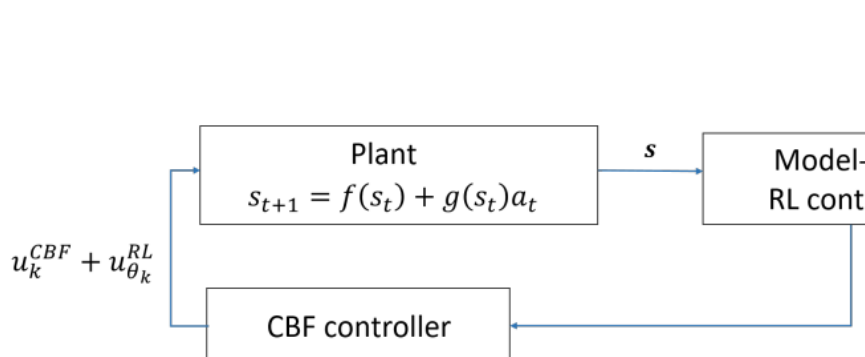 Plant
s_{t+1} = f(s_t) + g(s_t)a_t
s
Model-
RL cont
u_k^{CBF} + u_{θ_k}^{RL}
CBF controller